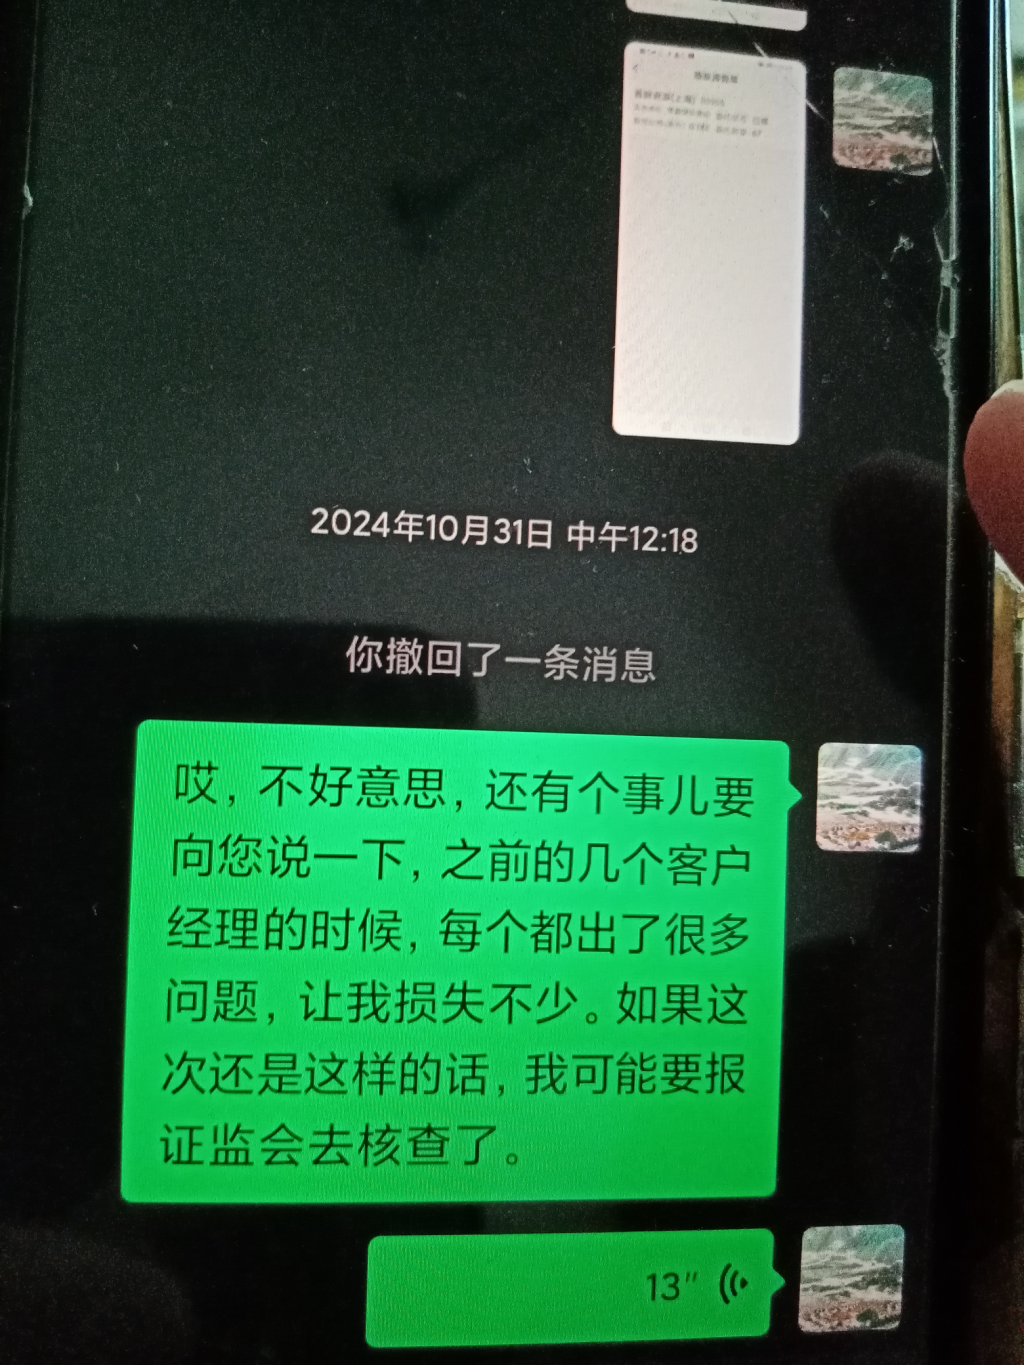 2024年10月31日 中午12:18
你撤回了一条消息
哎，不好意思，还有个事儿要
向您说一下，之前的几个客户
经理的时候，每个都出了很多
问题，让我损失不少。如果这
次还是这样的话，我可能要报
证监会去核查了。
13"